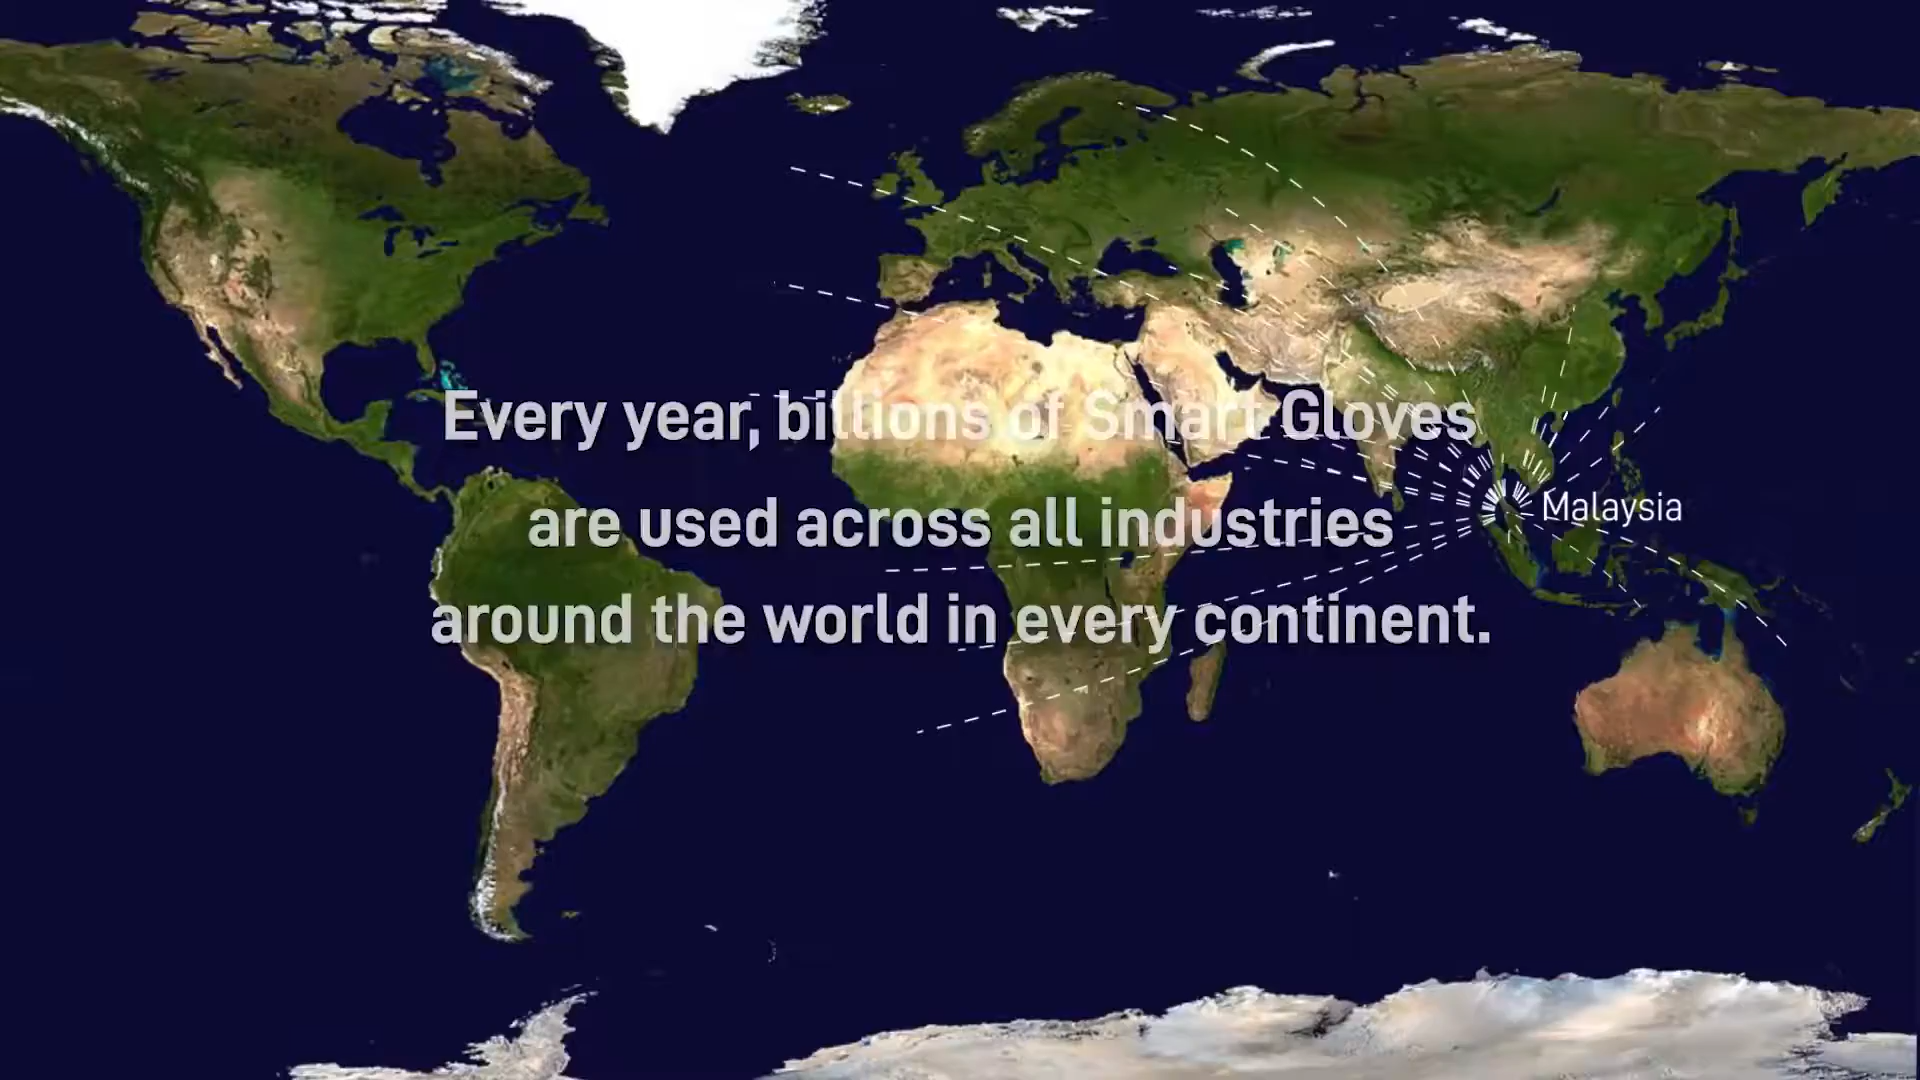 Every year, billions of Smart Gloves
Malaysia
are used across all industries
around the world in every continent.